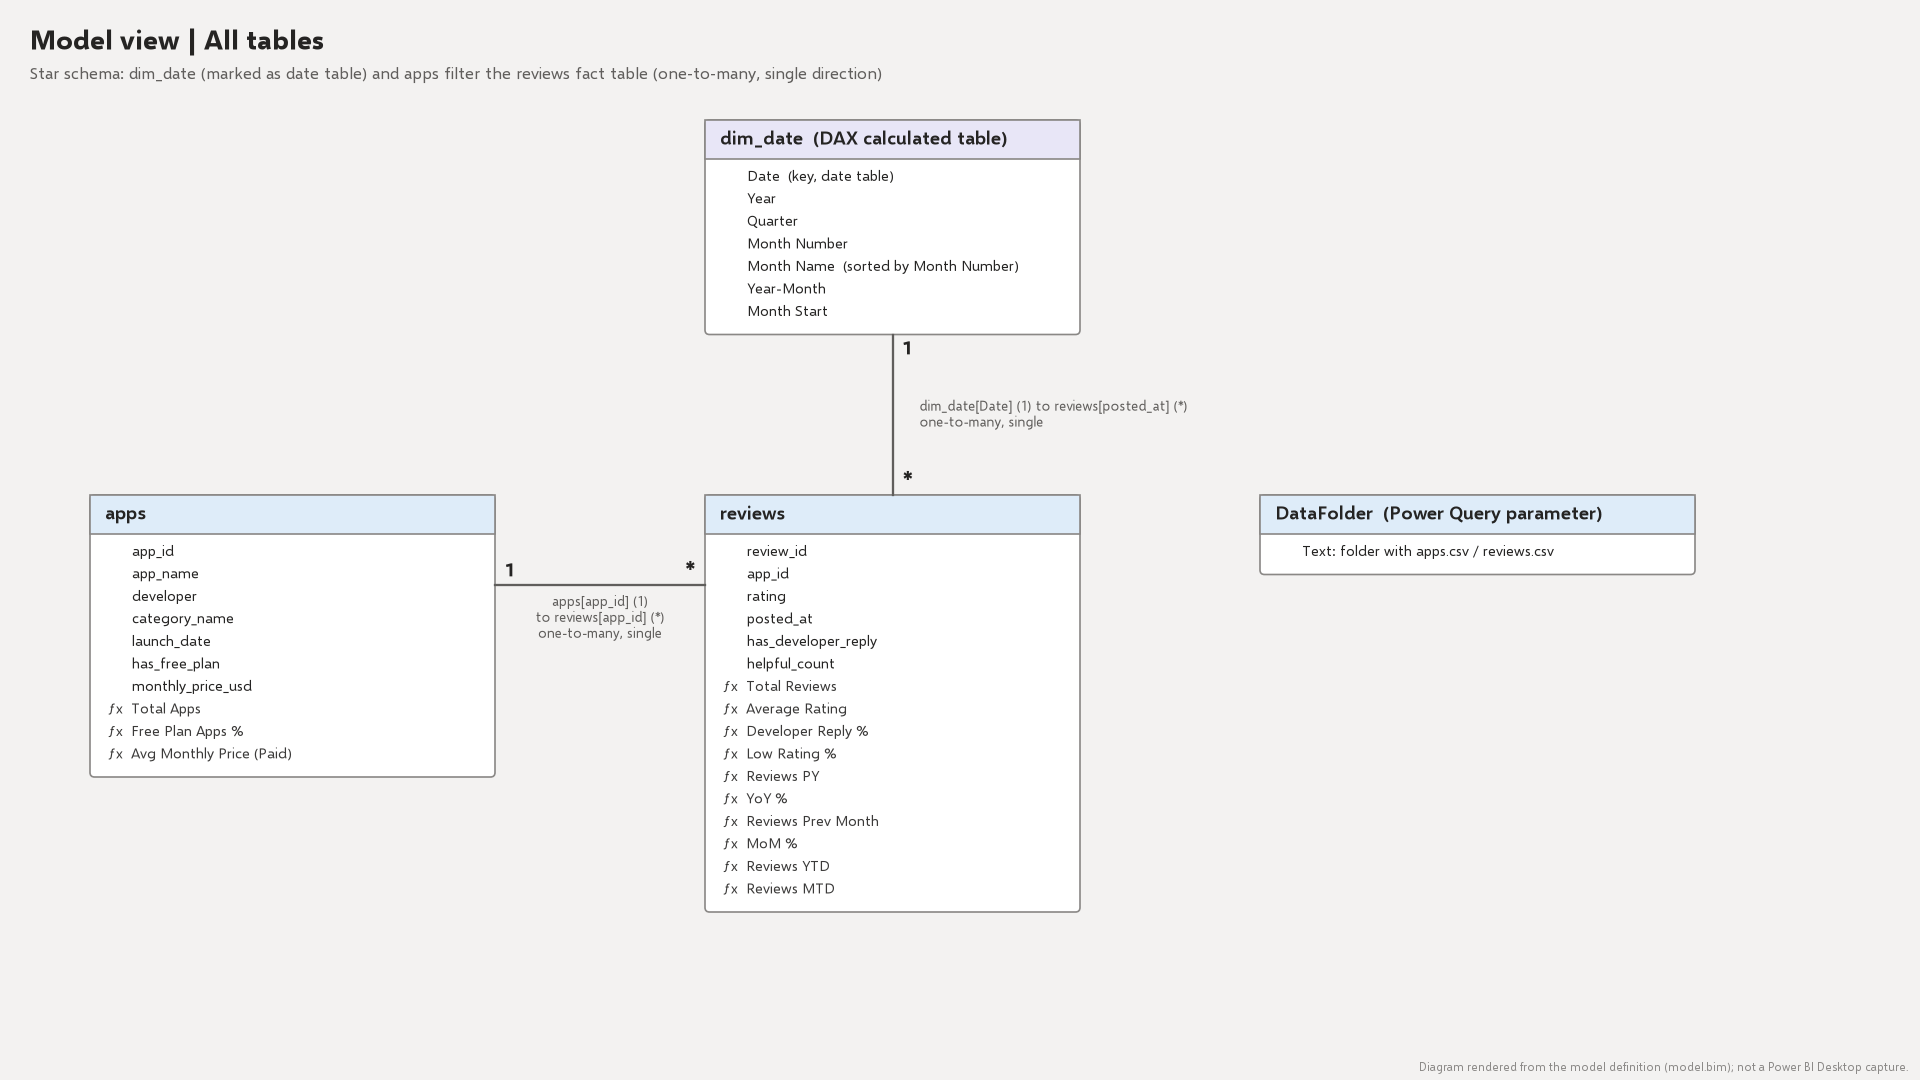 Model view | All tables
Star schema: dim_date (marked as date table) and apps filter the reviews fact table (one-to-many, single direction)
dim_date (DAX calculated table)
Date (key, date table)
Year
Quarter
Month Number
Month Name (sorted by Month Number)
Year-Month
Month Start
1
dim_date[Date] (1) to reviews[posted_at] (*)
one-to-many, single
*
apps
app_id
app_name
developer
category_name
launch_date
has_free_plan
monthly_price_usd
ƒx Total Apps
ƒx Free Plan Apps %
ƒx Avg Monthly Price (Paid)
1
*
apps[app_id] (1)
to reviews[app_id] (*)
one-to-many, single
reviews
review_id
app_id
rating
posted_at
has_developer_reply
helpful_count
ƒx Total Reviews
ƒx Average Rating
ƒx Developer Reply %
ƒx Low Rating %
ƒx Reviews PY
ƒx YoY %
ƒx Reviews Prev Month
ƒx MoM %
ƒx Reviews YTD
ƒx Reviews MTD
DataFolder (Power Query parameter)
Text: folder with apps.csv / reviews.csv
Diagram rendered from the model definition (model.bim); not a Power BI Desktop capture.